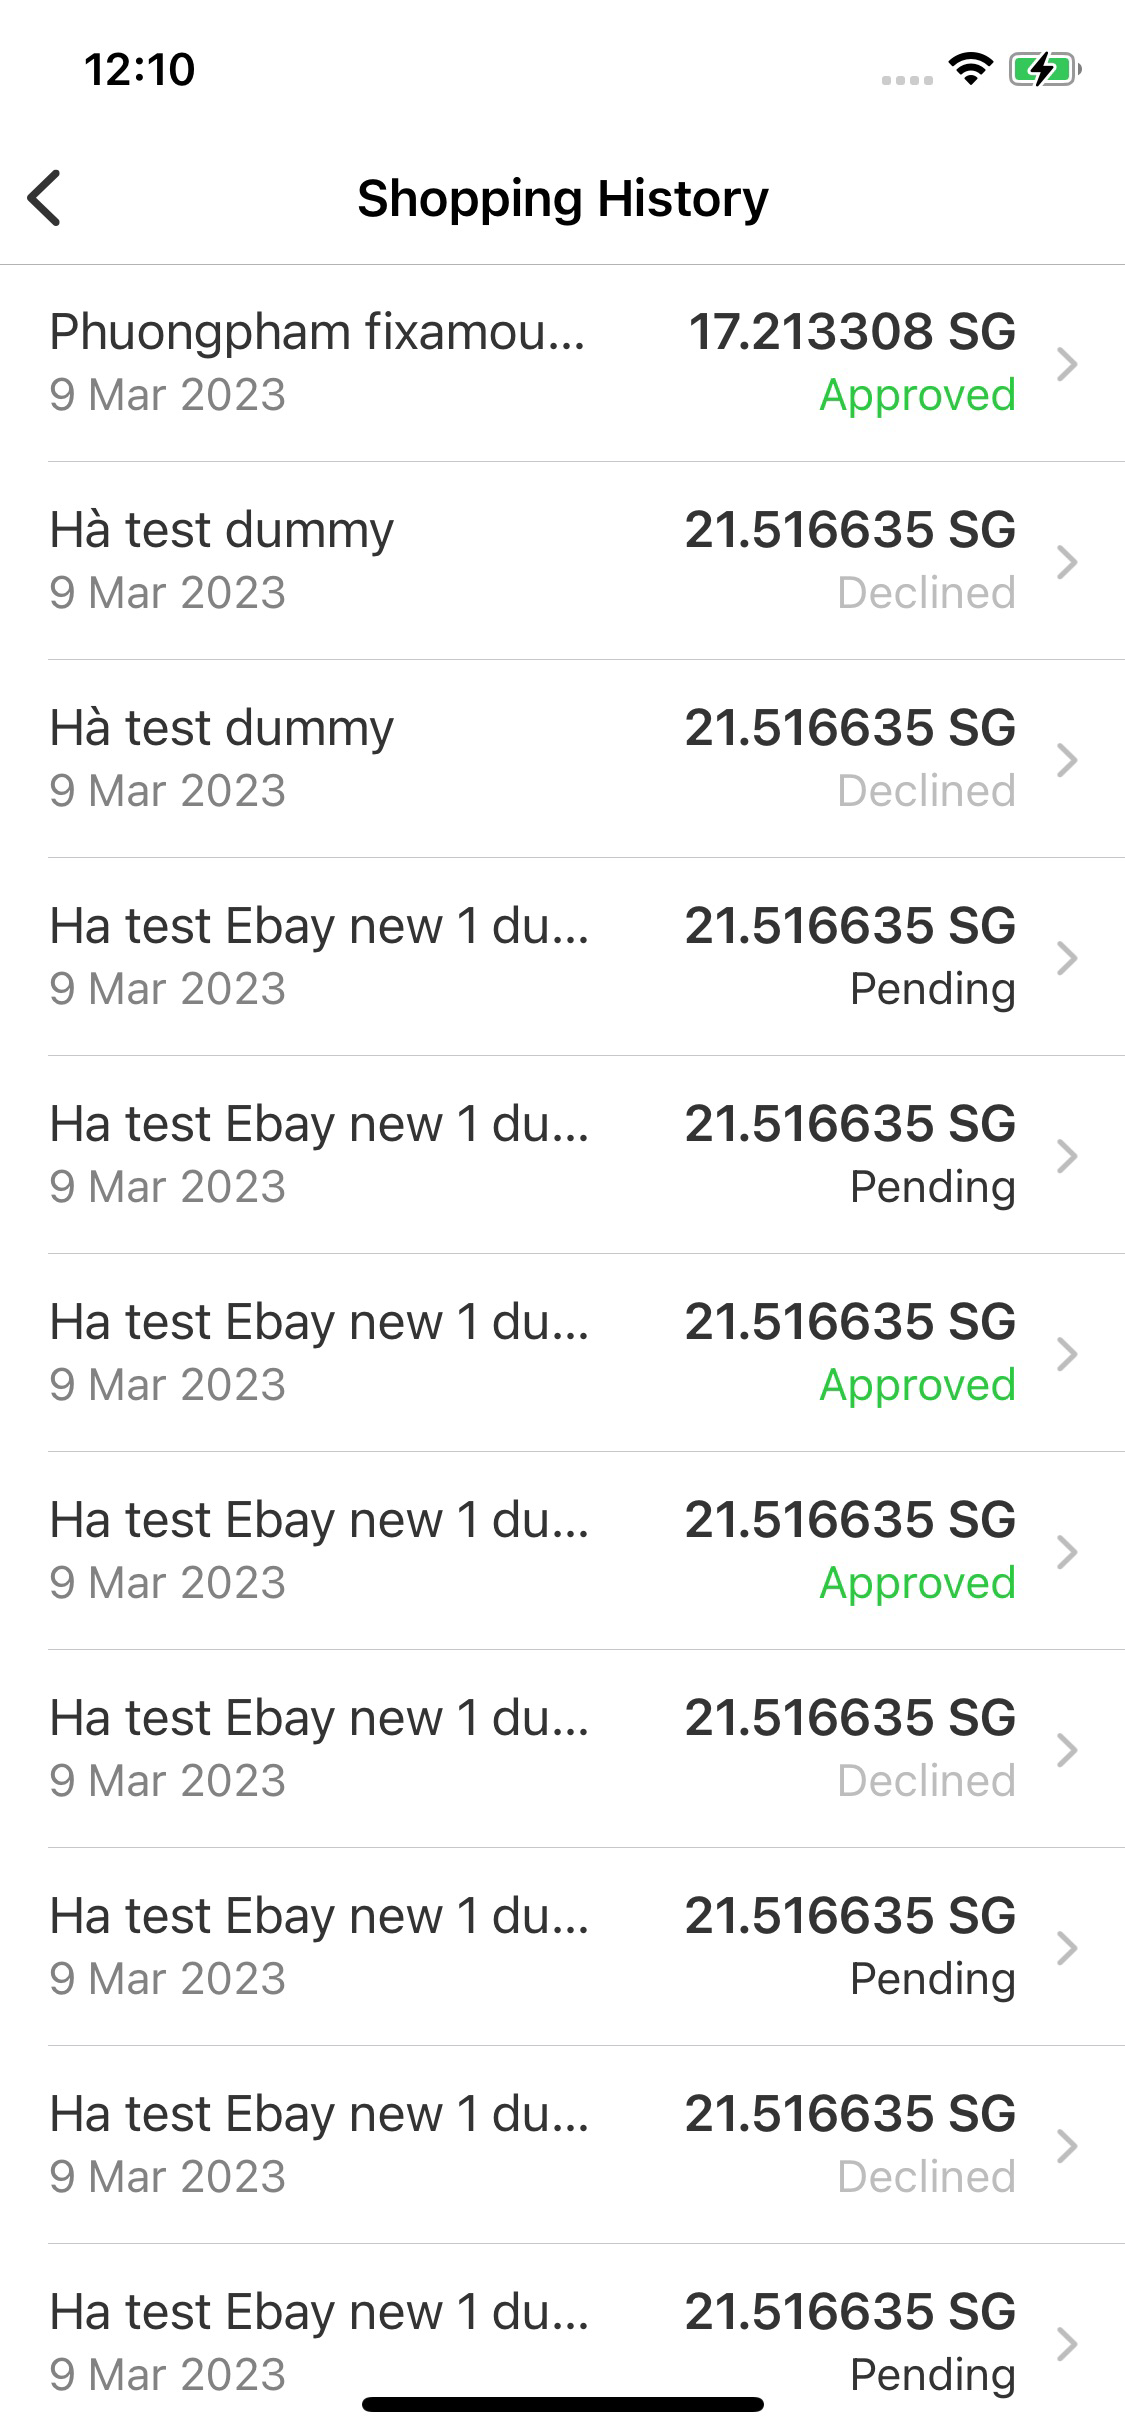 12:10
Shopping History
Phuongpham fixamou... 17.213308 SG
9 Mar 2023 Approved
Hà test dummy 21.516635 SG
9 Mar 2023 Declined
Hà test dummy 21.516635 SG
9 Mar 2023 Declined
Ha test Ebay new 1 du... 21.516635 SG
9 Mar 2023 Pending
Ha test Ebay new 1 du... 21.516635 SG
9 Mar 2023 Pending
Ha test Ebay new 1 du... 21.516635 SG
9 Mar 2023 Approved
Ha test Ebay new 1 du... 21.516635 SG
9 Mar 2023 Approved
Ha test Ebay new 1 du... 21.516635 SG
9 Mar 2023 Declined
Ha test Ebay new 1 du... 21.516635 SG
9 Mar 2023 Pending
Ha test Ebay new 1 du... 21.516635 SG
9 Mar 2023 Declined
Ha test Ebay new 1 du... 21.516635 SG
9 Mar 2023 Pending